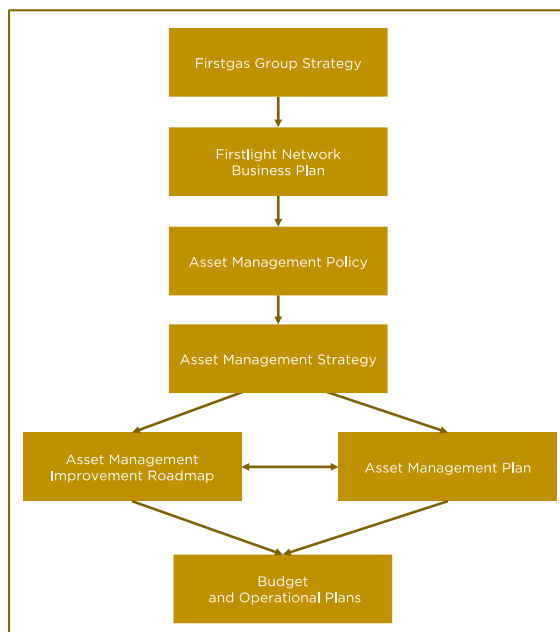 Firstgas Group Strategy
Firstlight Network
Business Plan
Asset Management Policy
Asset Management Strategy
Asset Management
Improvement Roadmap
Asset Management Plan
Budget
and Operational Plans